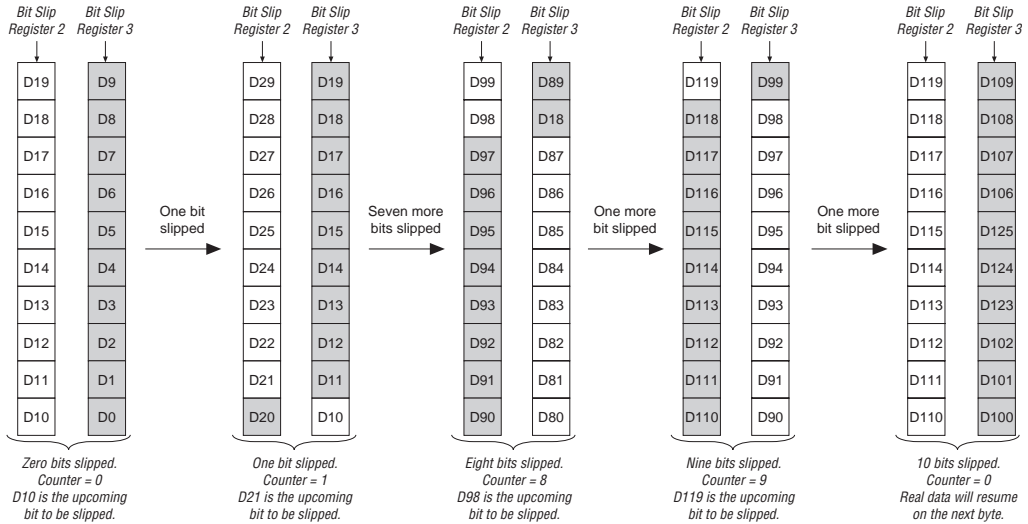 Bit Slip Register 2
Bit Slip Register 3
D19 D9
D18 D8
D17 D7
D16 D6
D15 D5
D14 D4
D13 D3
D12 D2
D11 D1
D10 D0
Zero bits slipped.
Counter = 0
D10 is the upcoming
bit to be slipped.
One bit
slipped
Bit Slip Register 2
Bit Slip Register 3
D29 D19
D28 D18
D27 D17
D26 D16
D25 D15
D24 D14
D23 D13
D22 D12
D21 D11
D20 D10
One bit slipped.
Counter = 1
D21 is the upcoming
bit to be slipped.
Seven more
bits slipped
Bit Slip Register 2
Bit Slip Register 3
D99 D89
D98 D18
D97 D87
D96 D86
D95 D85
D94 D84
D93 D83
D92 D82
D91 D81
D90 D80
Eight bits slipped.
Counter = 8
D98 is the upcoming
bit to be slipped.
One more
bit slipped
Bit Slip Register 2
Bit Slip Register 3
D119 D99
D118 D98
D117 D97
D116 D96
D115 D95
D114 D94
D113 D93
D112 D92
D111 D91
D110 D90
Nine bits slipped.
Counter = 9
D119 is the upcoming
bit to be slipped.
One more
bit slipped
Bit Slip Register 2
Bit Slip Register 3
D119 D109
D118 D108
D117 D107
D116 D106
D115 D125
D114 D124
D113 D123
D112 D102
D111 D101
D110 D100
10 bits slipped.
Counter = 0
Real data will resume
on the next byte.